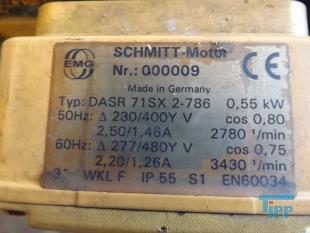 EMG
SCHMITT-Motor
Nr.: 000009
CE
Made in Germany
Typ: DASR 71SX 2-786 0,55 kW
50Hz: Δ 230/400Y V cos 0,80
2,50/1,46A 2780 ¹/min
60Hz: Δ 277/480Y V cos 0,75
2,20/1,26A 3430 ¹/min
3~ WKL F IP 55 S1 EN60034
TIPP